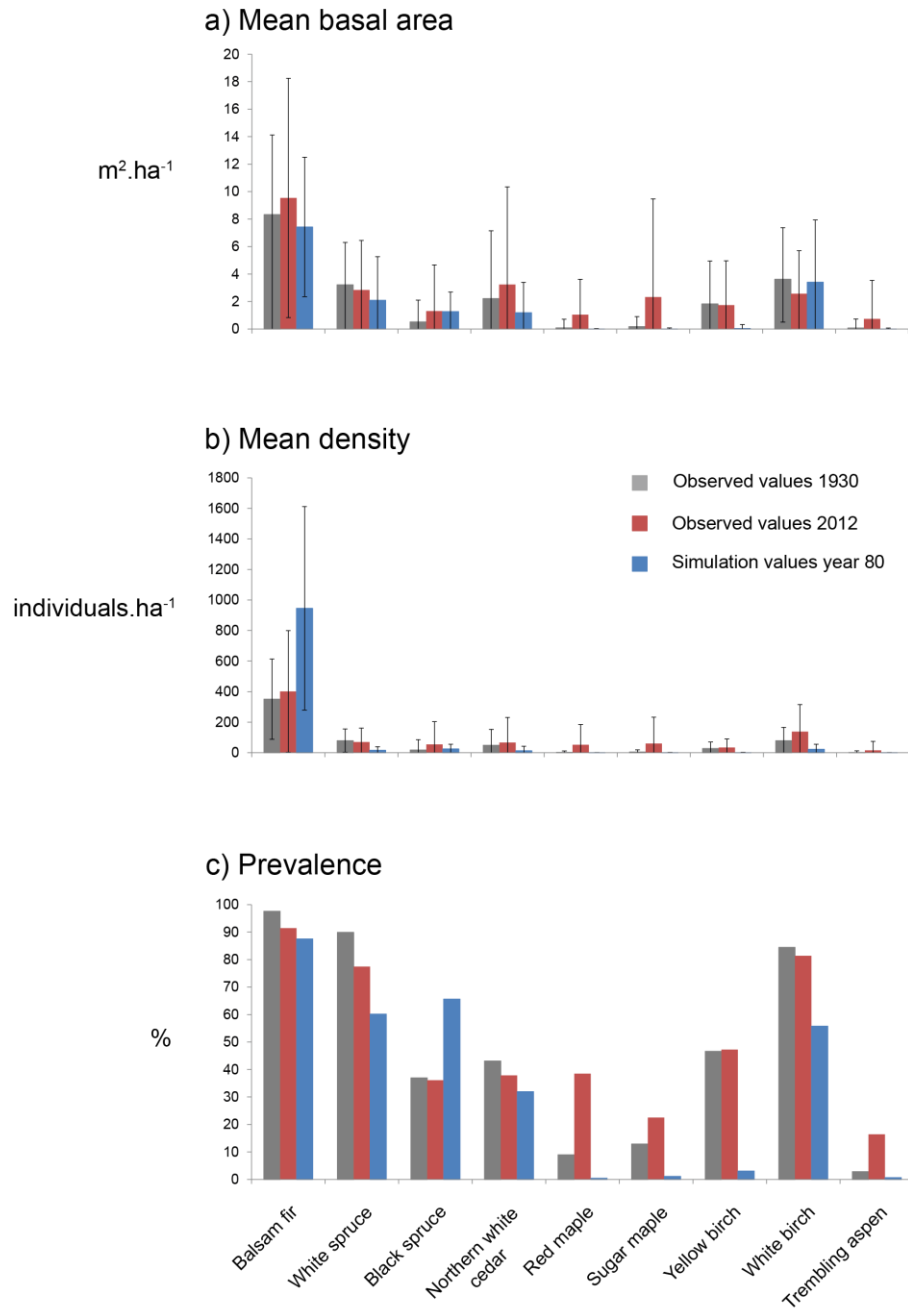 a) Mean basal area
20
18
16
14
12
10
8
6
4
2
0
m².ha⁻¹
b) Mean density
1800
1600
1400
1200
1000
800
600
400
200
0
individuals.ha⁻¹
Observed values 1930
Observed values 2012
Simulation values year 80
c) Prevalence
100
90
80
70
60
50
40
30
20
10
0
%
Balsam fir
White spruce
Black spruce
Northern white
cedar
Red maple
Sugar maple
Yellow birch
White birch
Trembling aspen